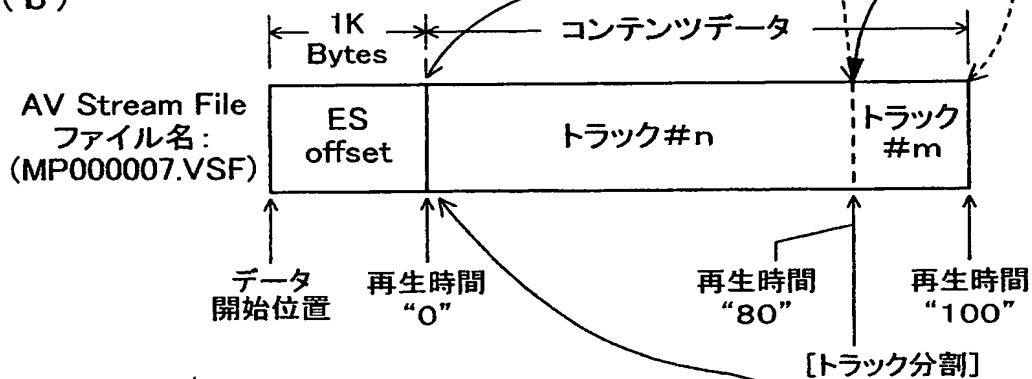 (b)
1K
Bytes
コンテンツデータ
AV Stream File
ファイル名:
(MP000007.VSF)
ES
offset
トラック#n
トラック
#m
データ
開始位置
再生時間
“0”
再生時間
“80”
再生時間
“100”
[トラック分割]